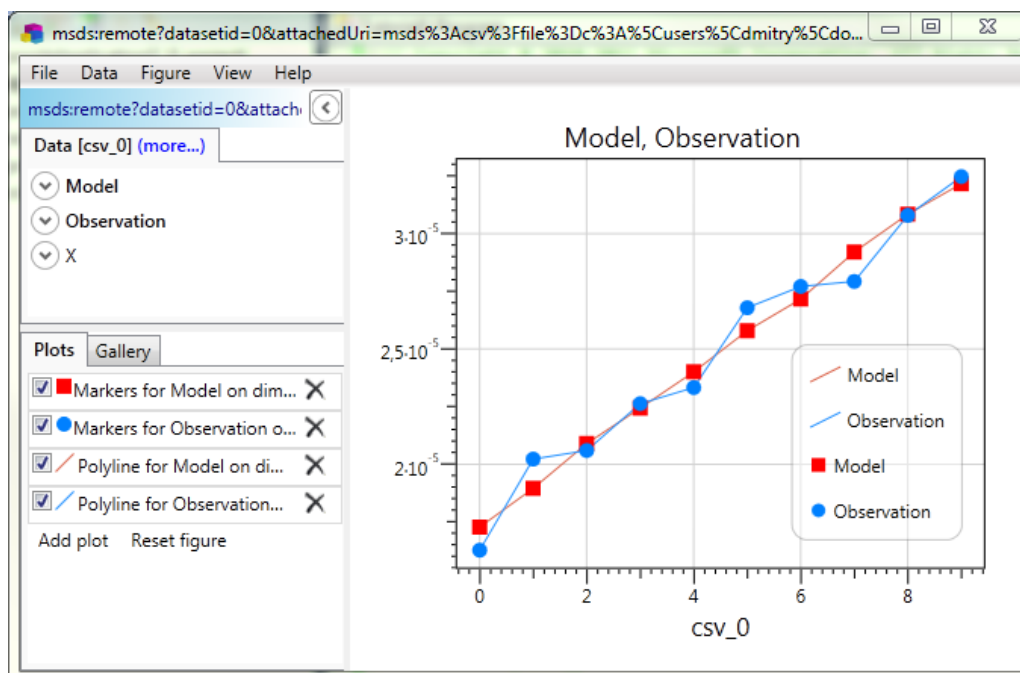 msds:remote?datasetid=0&attachedUri=msds%3Acsv%3Ffile%3Dc%3A%5Cusers%5Cdmitry%5Cdo...
File Data Figure View Help
msds:remote?datasetid=0&attach
Data [csv_0] (more...)
Model
Observation
X
Plots Gallery
Markers for Model on dim...
Markers for Observation o...
Polyline for Model on di...
Polyline for Observation...
Add plot Reset figure
Model, Observation
3·10⁻⁵
2,5·10⁻⁵
2·10⁻⁵
Model
Observation
Model
Observation
0 2 4 6 8
csv_0